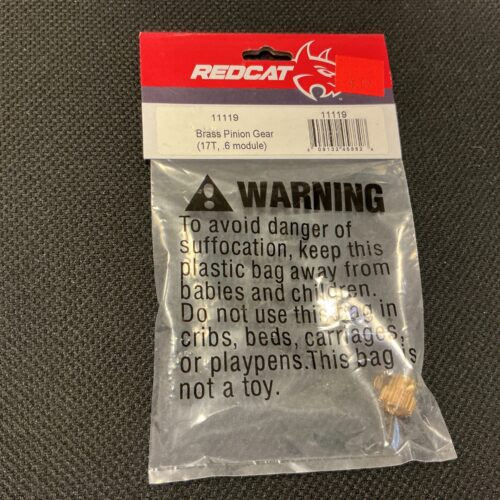 REDCAT
11119
11119
Brass Pinion Gear
(17T, .6 module)
WARNING
To avoid danger of
suffocation, keep this
plastic bag away from
babies and children.
Do not use this bag in
cribs, beds, carriages,
or playpens.This bag is
not a toy.